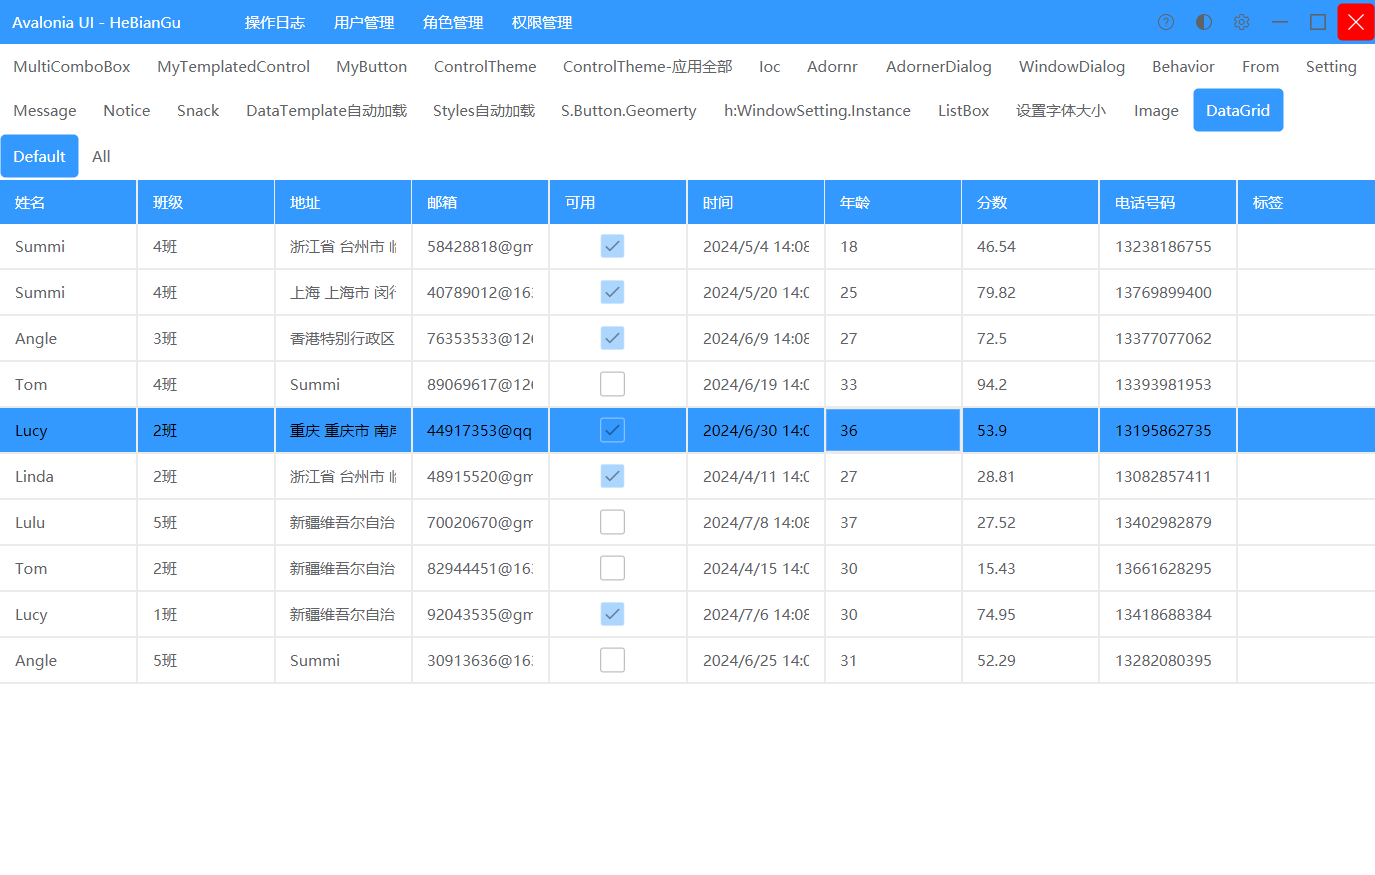 Avalonia UI - HeBianGu 操作日志 用户管理 角色管理 权限管理
MultiComboBox MyTemplatedControl MyButton ControlTheme ControlTheme-应用全部 Ioc Adornr AdornerDialog WindowDialog Behavior From Setting
Message Notice Snack DataTemplate自动加载 Styles自动加载 S.Button.Geomerty h:WindowSetting.Instance ListBox 设置字体大小 Image DataGrid
Default All
姓名 班级 地址 邮箱 可用 时间 年龄 分数 电话号码 标签
Summi 4班 浙江省 台州市 58428818@gm 2024/5/4 14:08 18 46.54 13238186755
Summi 4班 上海 上海市 闵行 40789012@16 2024/5/20 14:0 25 79.82 13769899400
Angle 3班 香港特别行政区 76353533@126 2024/6/9 14:08 27 72.5 13377077062
Tom 4班 Summi 89069617@126 2024/6/19 14:0 33 94.2 13393981953
Lucy 2班 重庆 重庆市 南岸 44917353@qq 2024/6/30 14:0 36 53.9 13195862735
Linda 2班 浙江省 台州市 48915520@gm 2024/4/11 14:0 27 28.81 13082857411
Lulu 5班 新疆维吾尔自治 70020670@gm 2024/7/8 14:08 37 27.52 13402982879
Tom 2班 新疆维吾尔自治 82944451@16 2024/4/15 14:0 30 15.43 13661628295
Lucy 1班 新疆维吾尔自治 92043535@gm 2024/7/6 14:08 30 74.95 13418688384
Angle 5班 Summi 30913636@16 2024/6/25 14:0 31 52.29 13282080395